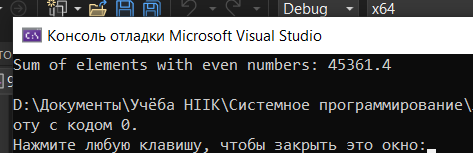 Debug
x64
Консоль отладки Microsoft Visual Studio
Sum of elements with even numbers: 45361.4
D:\Документы\Учёба НІІК\Системное программирование\
оту с кодом 0.
Нажмите любую клавишу, чтобы закрыть это окно: